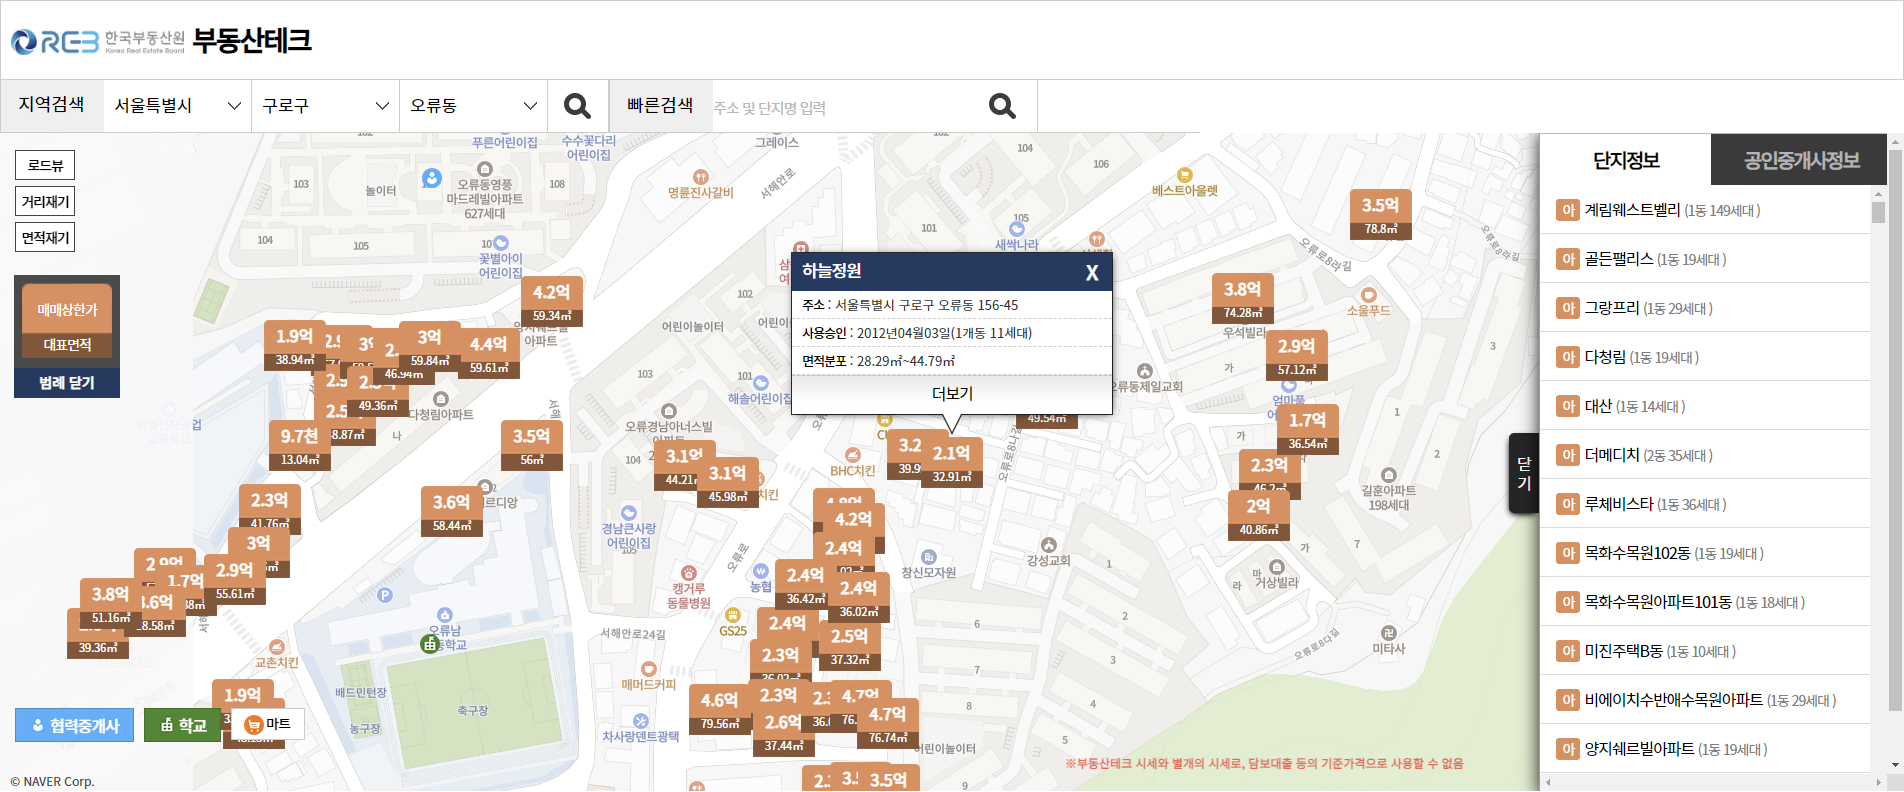 REB 한국부동산원 부동산테크
Korea Real Estate Board
지역검색 서울특별시 구로구 오류동 빠른검색 주소 및 단지명 입력
로드뷰
거리재기
면적재기
매매상한가
대표면적
범례 닫기
푸른어린이집
수수꽃다리
어린이집
그레이스
서해안로
103
놀이터
오류동영풍
마드레빌아파트
627세대
108
104
105
꽃별아이
어린이집
명륜진사갈비
104
106
105
101
새싹나라
베스트아울렛
오류로8라길
오류로8라길
소울푸드
우석빌라
3.5억
78.8㎡
3.8억
74.28㎡
2.9억
57.12㎡
1.7억
36.54㎡
2.3억
46.2㎡
2억
40.86㎡
4.2억
59.34㎡
아파트
1.9억
38.94㎡
3억
59.84㎡
4.4억
59.61㎡
46.94㎡
49.36㎡
다청림아파트
나
9.7천
13.04㎡
3.5억
56㎡
2.3억
41.76㎡
3.6억
58.44㎡
3억
2.9억
1.7억
2.9억
55.61㎡
3.8억
51.16㎡
39.36㎡
102
어린이놀이터
103
101
해솔어린이집
오류경남아너스빌
아파트
104
3.1억
44.21㎡
3.1억
45.98㎡
하늘정원 X
주소 : 서울특별시 구로구 오류동 156-45
사용승인 : 2012년04월03일(1개동 11세대)
면적분포 : 28.29㎡~44.79㎡
더보기
49.54㎡
CU
BHC치킨
3.2
39.9
2.1억
32.91㎡
오류로8나길
오류동제일교회
길훈아파트
198세대
경남큰사랑
어린이집
105
오류로
캥거루
동물병원
농협
GS25
4.2억
2.4억
2.4억
36.42㎡
2.4억
36.02㎡
2.4억
2.5억
37.32㎡
2.3억
36.02㎡
창신모자원
강성교회
거상빌라
미타사
오류로8다길
오류남
서해안로24길
매머드커피
차사랑덴트광택
교촌치킨
배드민턴장
농구장
축구장
1.9억
4.6억
79.56㎡
2.3억
2.6억
37.44㎡
4.7억
4.7억
76.74㎡
어린이놀이터
3.5억
협력중개사 학교 마트
© NAVER Corp.
※부동산테크 시세와 별개의 시세로, 담보대출 등의 기준가격으로 사용할 수 없음
닫
기
단지정보 공인중개사정보
아 계림웨스트벨리 (1동 149세대 )
아 골든팰리스 (1동 19세대 )
아 그랑프리 (1동 29세대 )
아 다청림 (1동 19세대 )
아 대산 (1동 14세대 )
아 더메디치 (2동 35세대 )
아 루체비스타 (1동 36세대 )
아 목화수목원102동 (1동 19세대 )
아 목화수목원아파트101동 (1동 18세대 )
아 미진주택B동 (1동 10세대 )
아 비에이치수반애수목원아파트 (1동 29세대 )
아 양지쉐르빌아파트 (1동 19세대 )